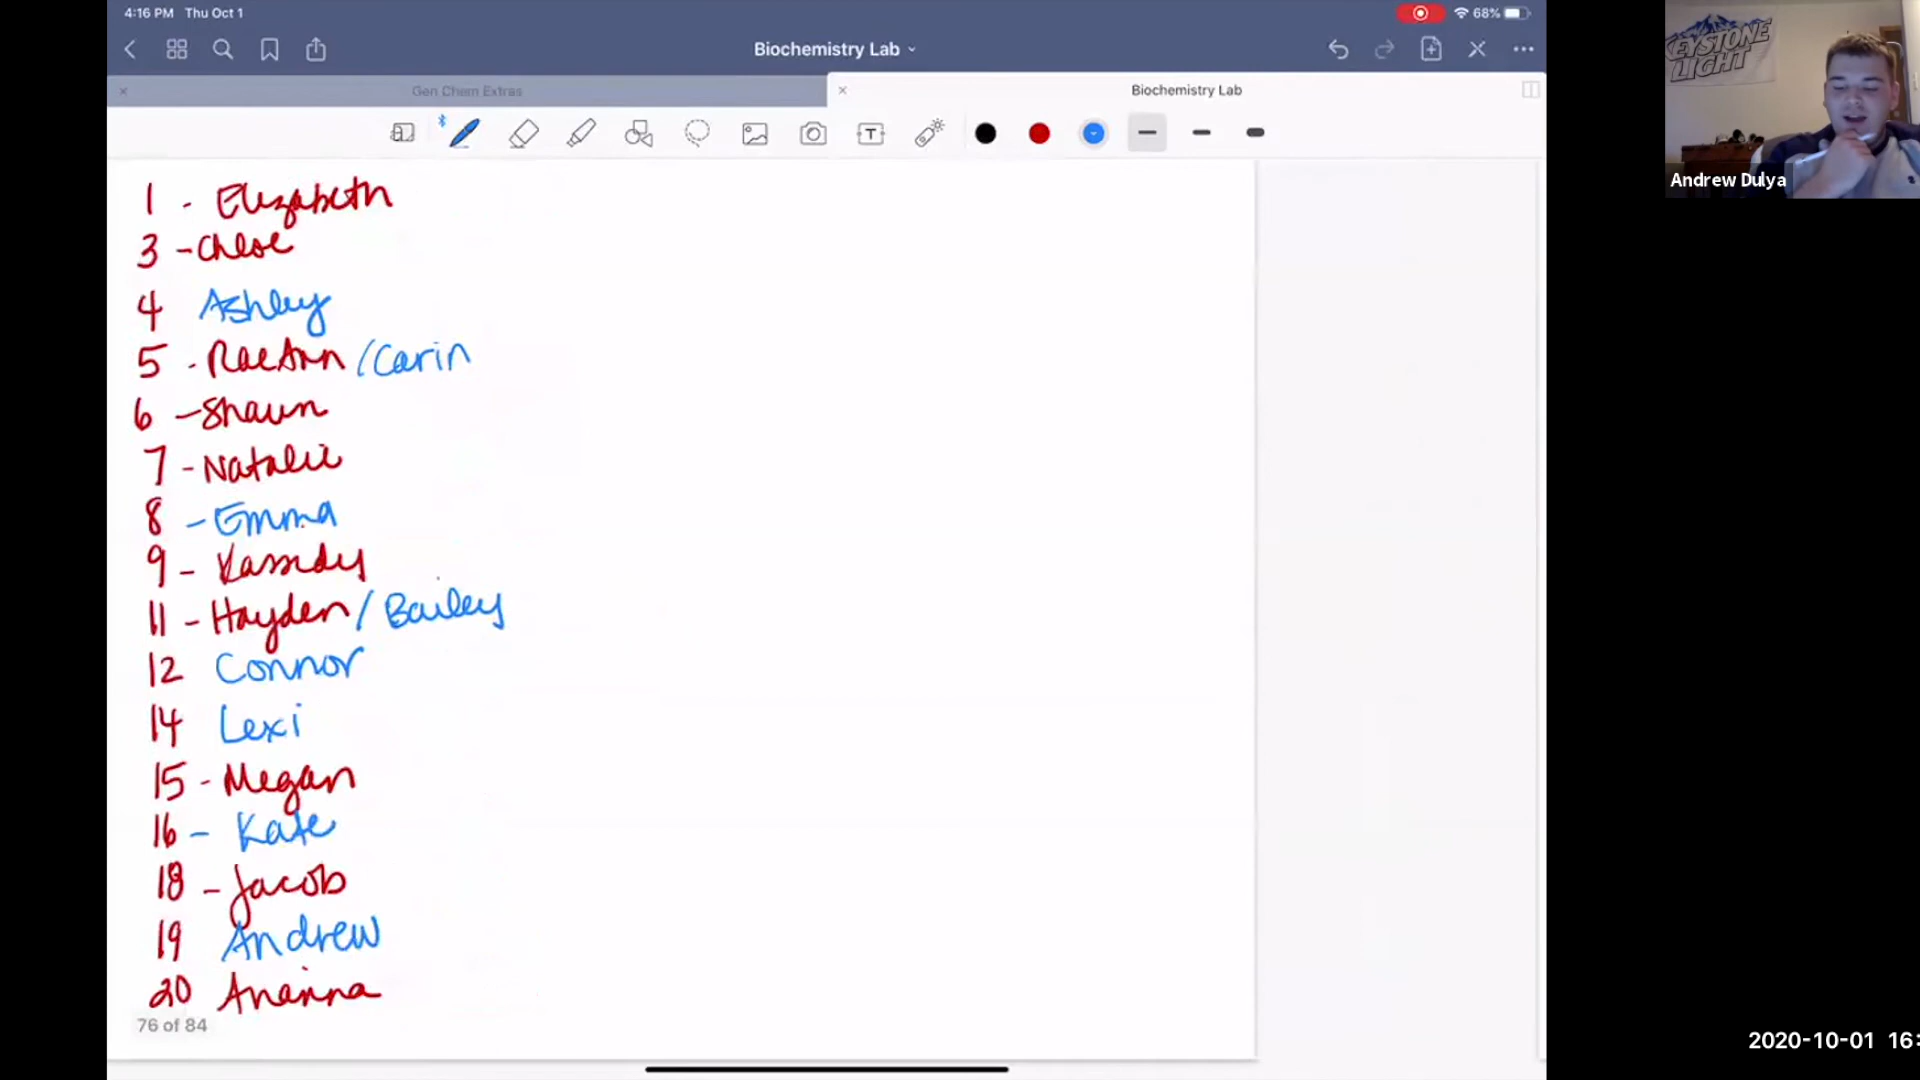 4:16 PM Thu Oct 1
68%
Biochemistry Lab
Gen Chem Extras
Biochemistry Lab
T
KEYSTONE
LIGHT
Andrew Dulya
1 - Elizabeth
3 - Chloe
4 Ashley
5 - RaeAnn / Carin
6 - Shaun
7 - Natalie
8 - Emma
9 - Kassidy
11 - Hayden / Bailey
12 Connor
14 Lexi
15 - Megan
16 - Kate
18 - Jacob
19 Andrew
20
76 of 84
2020-10-01 16: